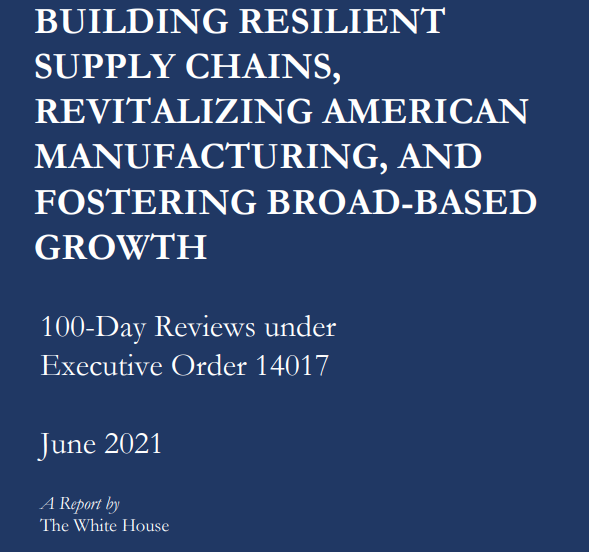 BUILDING RESILIENT
SUPPLY CHAINS,
REVITALIZING AMERICAN
MANUFACTURING, AND
FOSTERING BROAD-BASED
GROWTH
100-Day Reviews under
Executive Order 14017
June 2021
A Report by
The White House